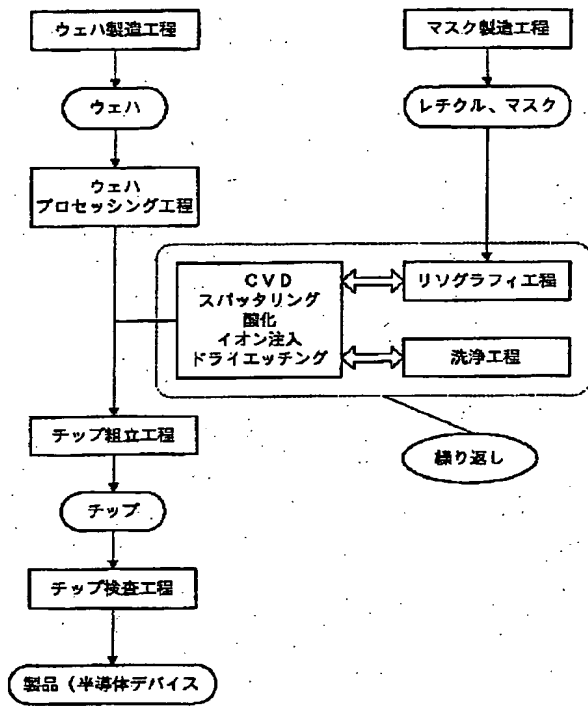 ウェハ製造工程
マスク製造工程
ウェハ
レチクル、マスク
ウェハ
プロセッシング工程
CVD
スパッタリング
酸化
イオン注入
ドライエッチング
リソグラフィ工程
洗浄工程
チップ組立工程
繰り返し
チップ
チップ検査工程
製品（半導体デバイス